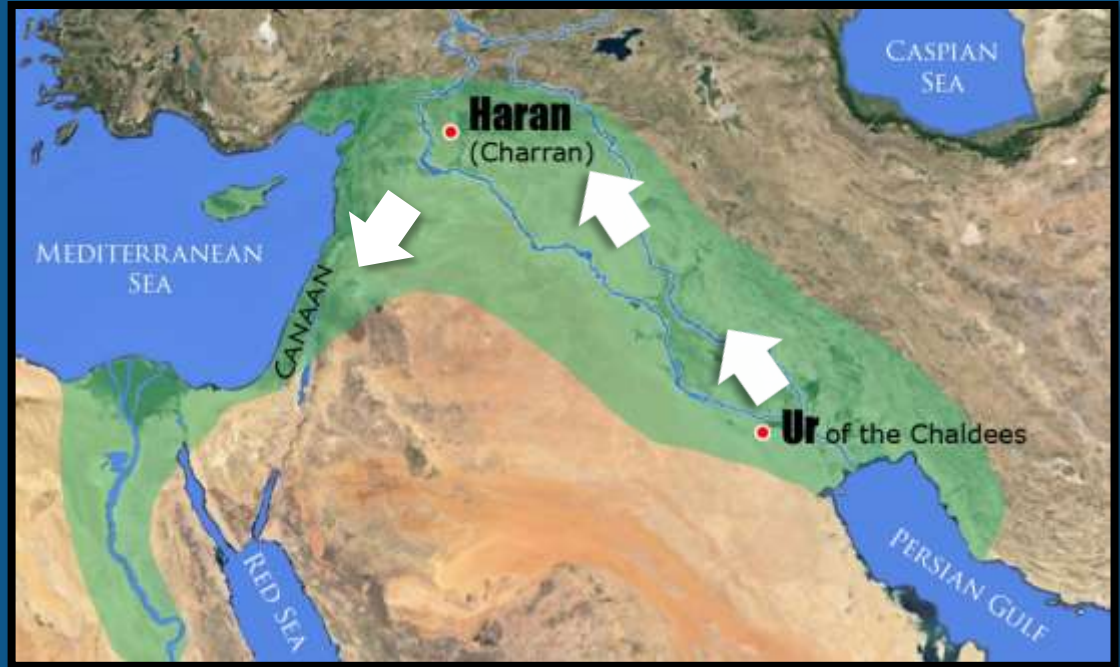 CASPIAN
SEA
Haran
(Charran)
MEDITERRANEAN
SEA
CANAAN
Ur of the Chaldees
PERSIAN GULF
RED SEA